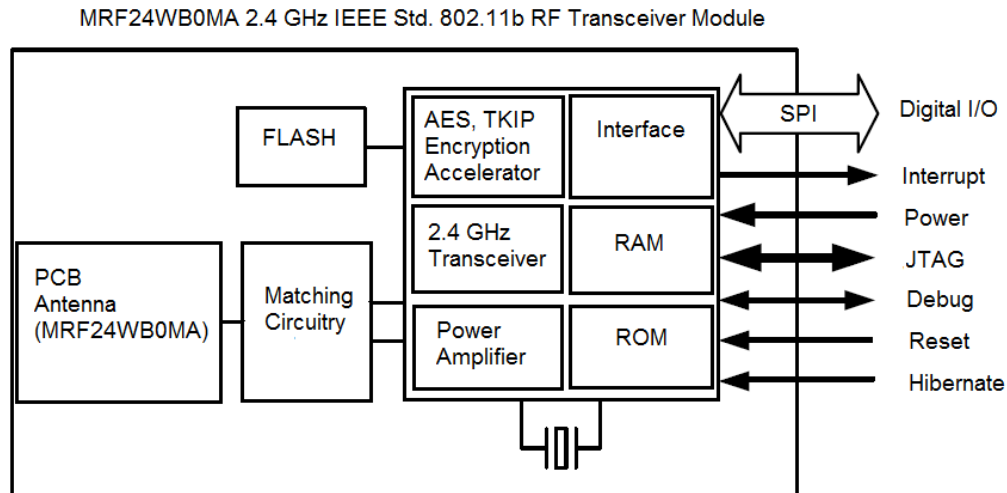 MRF24WB0MA 2.4 GHz IEEE Std. 802.11b RF Transceiver Module
FLASH
AES, TKIP
Encryption
Accelerator
Interface
SPI
Digital I/O
Interrupt
Power
JTAG
Debug
Reset
Hibernate
2.4 GHz
Transceiver
RAM
PCB
Antenna
(MRF24WB0MA)
Matching
Circuitry
Power
Amplifier
ROM